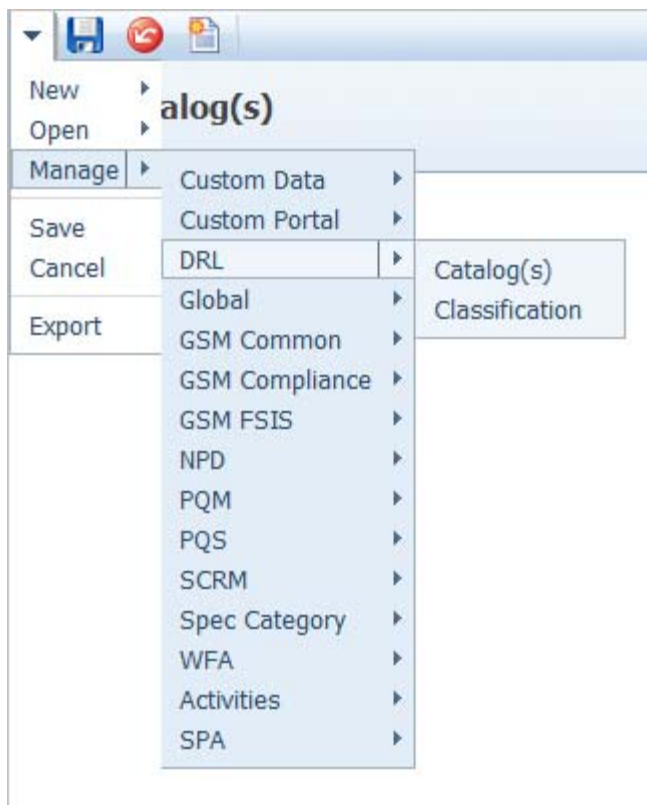 New
alog(s)
Open
Manage
Save
Cancel
Export
Custom Data
Custom Portal
DRL
Global
GSM Common
GSM Compliance
GSM FSIS
NPD
PQM
PQS
SCRM
Spec Category
WFA
Activities
SPA
Catalog(s)
Classification